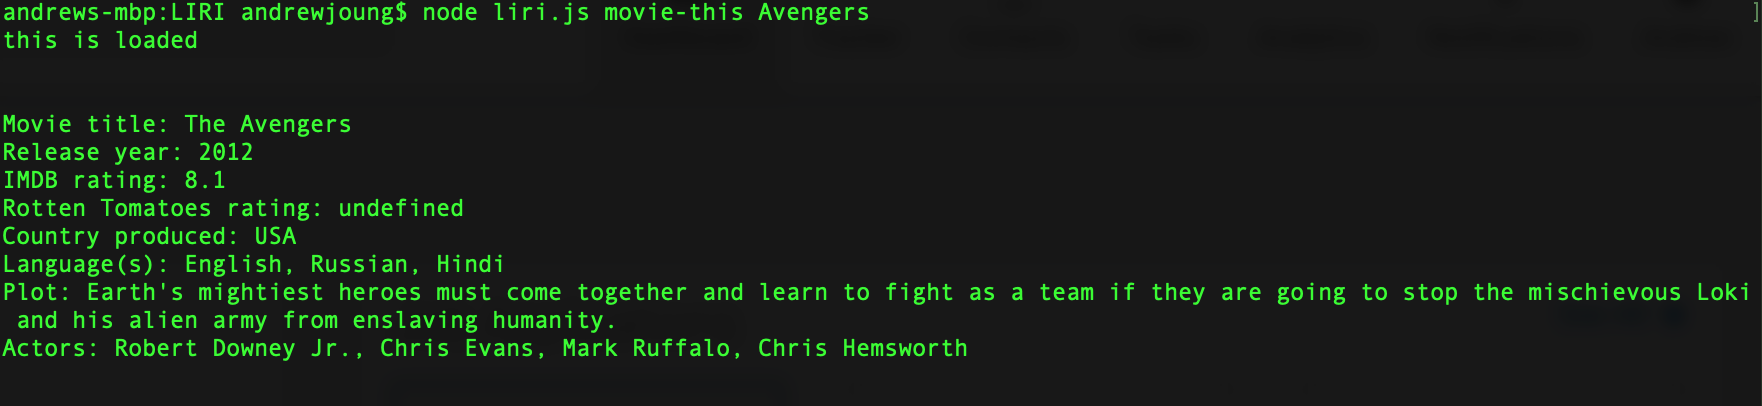 andrews-mbp:LIRI andrewjoung$ node liri.js movie-this Avengers ]
this is loaded
Movie title: The Avengers
Release year: 2012
IMDB rating: 8.1
Rotten Tomatoes rating: undefined
Country produced: USA
Language(s): English, Russian, Hindi
Plot: Earth's mightiest heroes must come together and learn to fight as a team if they are going to stop the mischievous Loki
and his alien army from enslaving humanity.
Actors: Robert Downey Jr., Chris Evans, Mark Ruffalo, Chris Hemsworth